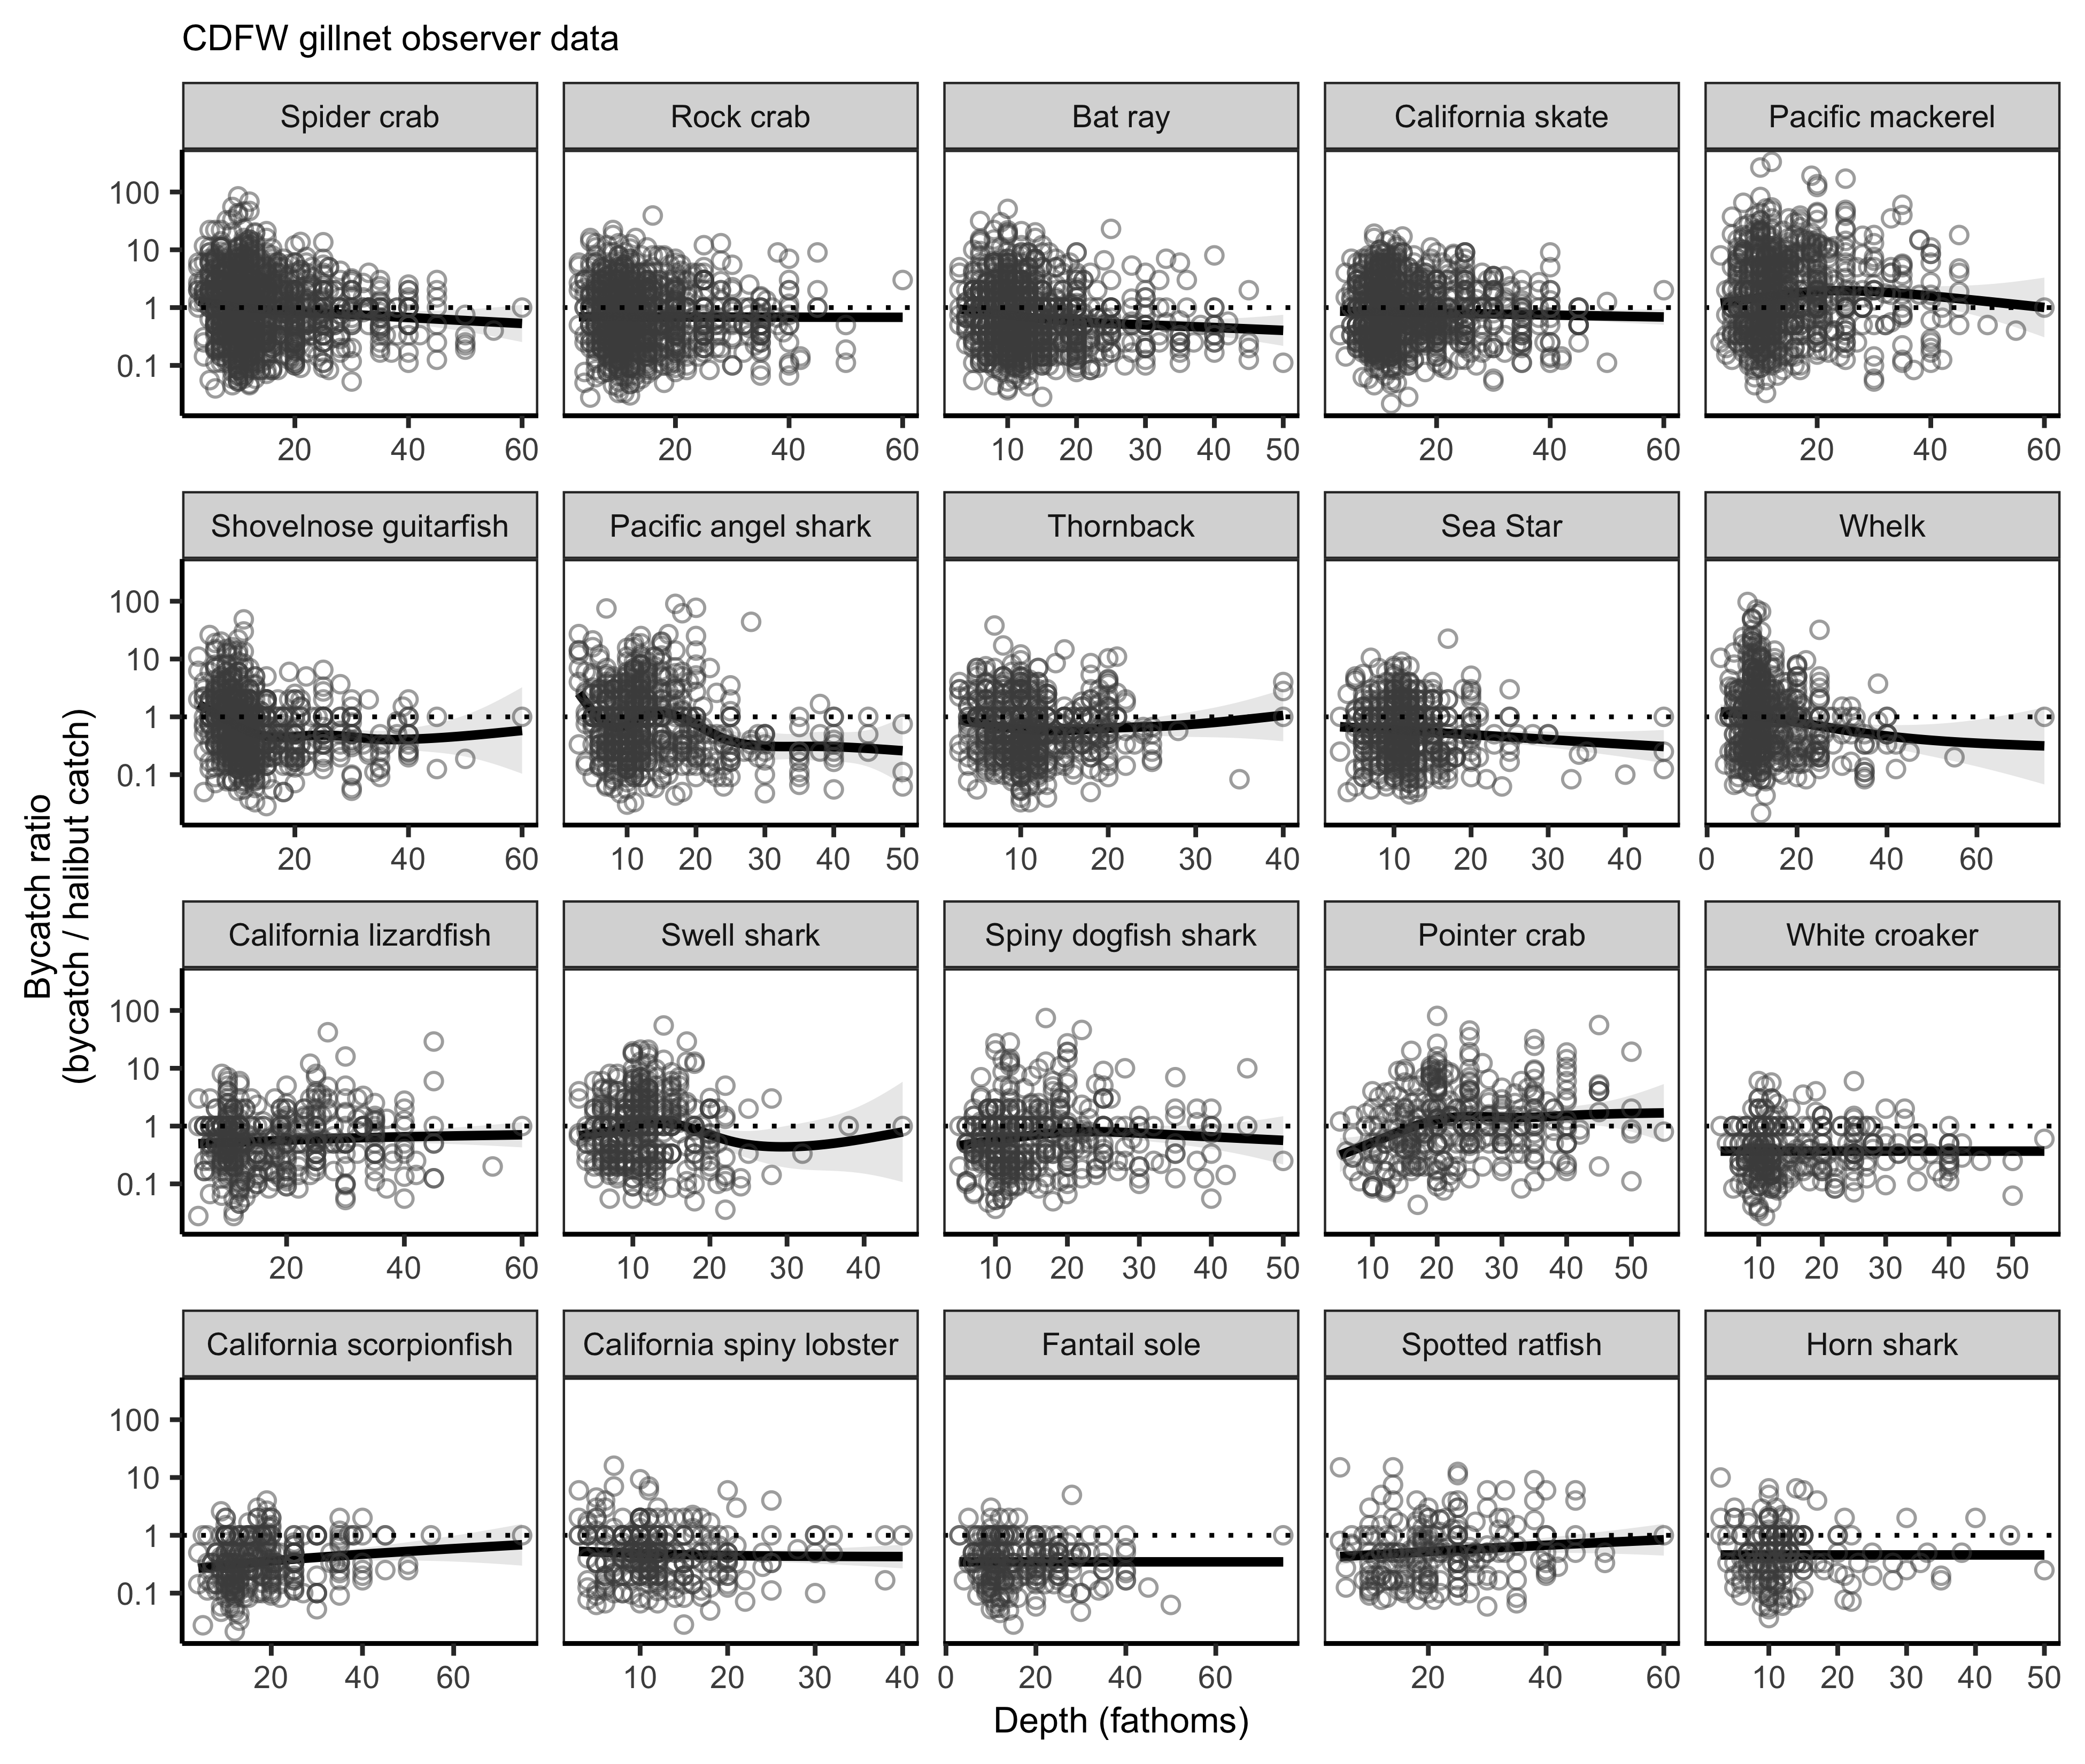 CDFW gillnet observer data
Spider crab Rock crab Bat ray California skate Pacific mackerel
100
10
1
0.1
20 40 60 20 40 60 10 20 30 40 50 20 40 60 20 40 60
Shovelnose guitarfish Pacific angel shark Thornback Sea Star Whelk
100
10
1
0.1
20 40 60 10 20 30 40 50 10 20 30 40 10 20 30 40 0 20 40 60
California lizardfish Swell shark Spiny dogfish shark Pointer crab White croaker
100
10
1
0.1
20 40 60 10 20 30 40 10 20 30 40 50 10 20 30 40 50 10 20 30 40 50
California scorpionfish California spiny lobster Fantail sole Spotted ratfish Horn shark
100
10
1
0.1
20 40 60 10 20 30 40 0 20 40 60 20 40 60 10 20 30 40 50
Bycatch ratio
(bycatch / halibut catch)
Depth (fathoms)